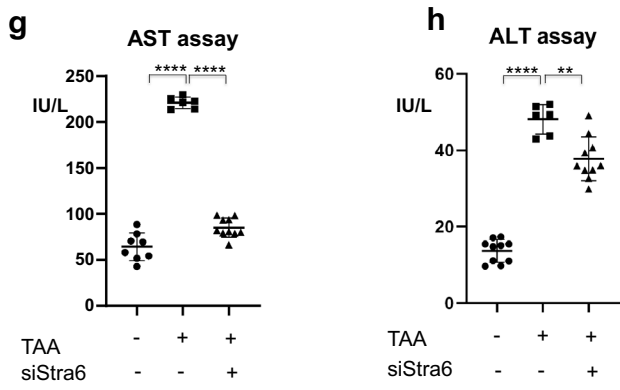 g
AST assay
**** ****
IU/L
250
200
150
100
50
0
TAA - + +
siStra6 - - +
h
ALT assay
**** **
IU/L
60
40
20
0
TAA - + +
siStra6 - - +